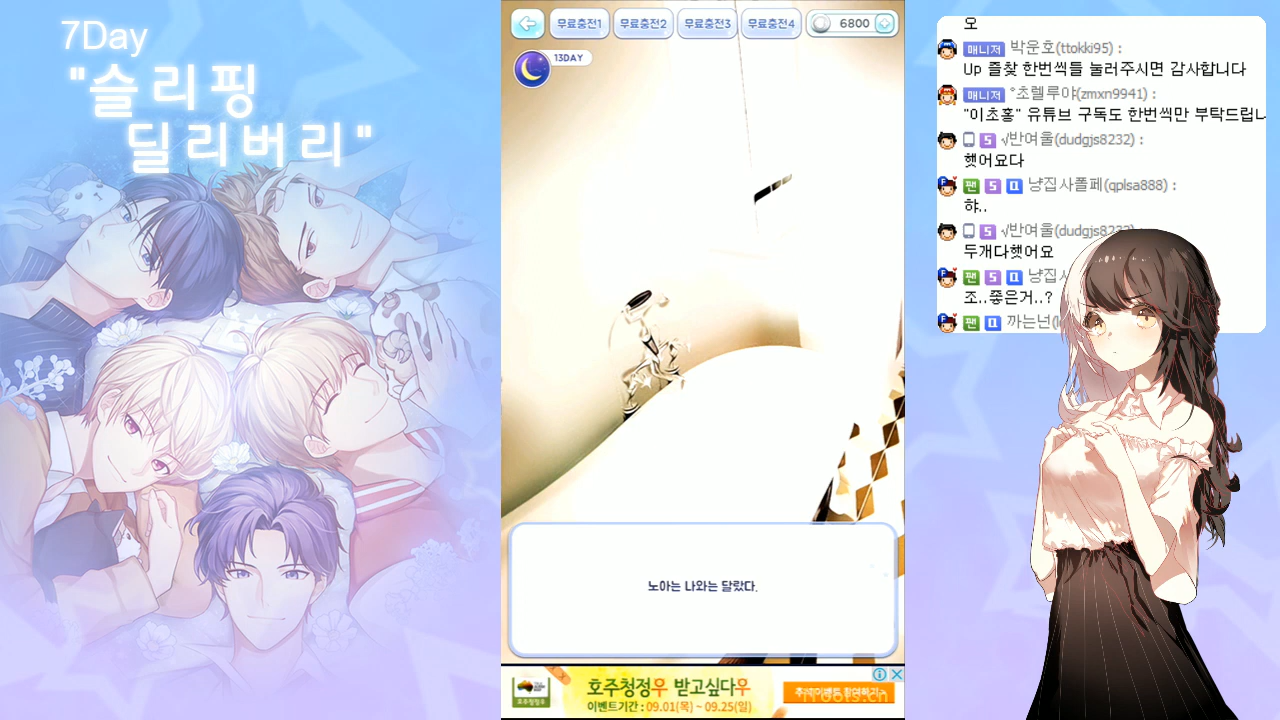 7Day
"슬리핑
딜리버리"
무료충전1
무료충전2
무료충전3
무료충전4
6800
13DAY
노아는 나와는 달랐다.
호주청정우
호주청정우 받고싶다우
이벤트기간 : 09.01(목) ~ 09.25(일)
오
매니저 박운호(ttokki95) :
Up 즐찾 한번씩들 눌러주시면 감사합니다
매니저 °초렐루야(zmxn9941) :
"이초홍" 유튜브 구독도 한번씩만 부탁드립니
S √반여울(dudgjs8232) :
햇어요다
팬 S 냥집사폴페(qplsa888) :
햐..
S √반여울(dudgjs8232) :
두개다했어요
팬 S 냥집사
조..좋은거..?
팬 까는넌(